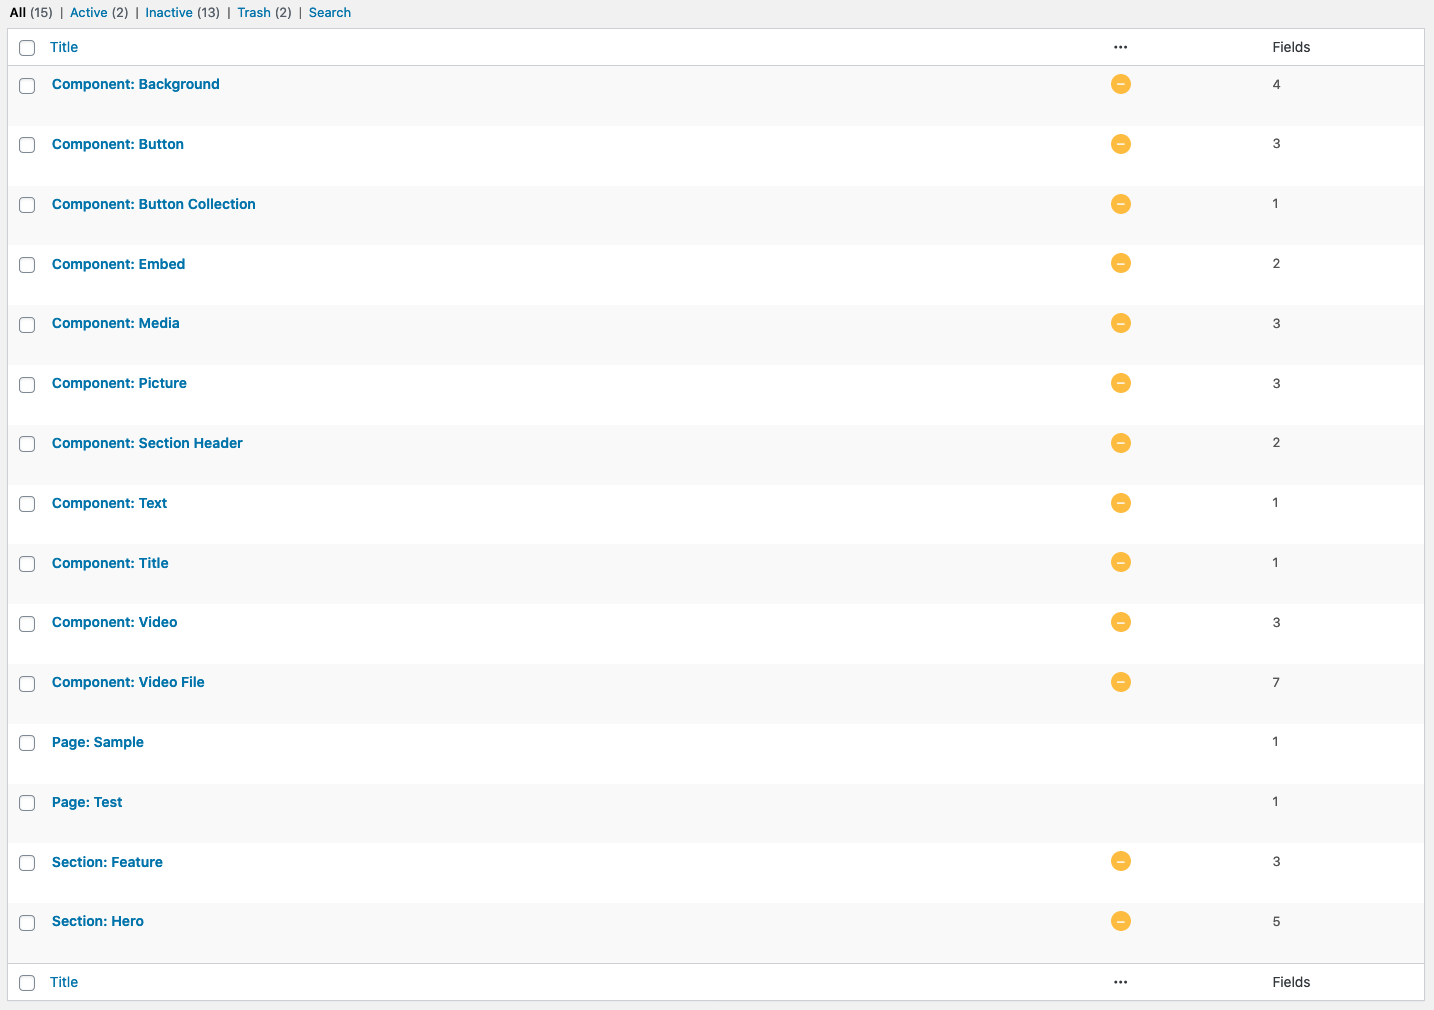 All (15) | Active (2) | Inactive (13) | Trash (2) | Search
Title ••• Fields
Component: Background 4
Component: Button 3
Component: Button Collection 1
Component: Embed 2
Component: Media 3
Component: Picture 3
Component: Section Header 2
Component: Text 1
Component: Title 1
Component: Video 3
Component: Video File 7
Page: Sample 1
Page: Test 1
Section: Feature 3
Section: Hero 5
Title ••• Fields